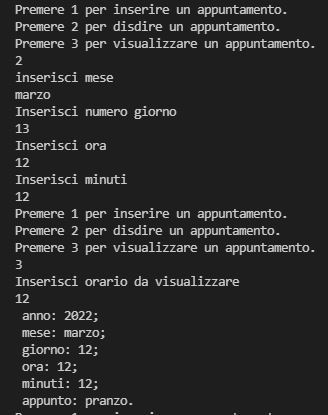 Premere 1 per inserire un appuntamento.
Premere 2 per disdire un appuntamento.
Premere 3 per visualizzare un appuntamento.
2
inserisci mese
marzo
Inserisci numero giorno
13
Inserisci ora
12
Inserisci minuti
12
Premere 1 per inserire un appuntamento.
Premere 2 per disdire un appuntamento.
Premere 3 per visualizzare un appuntamento.
3
Inserisci orario da visualizzare
12
anno: 2022;
mese: marzo;
giorno: 12;
ora: 12;
minuti: 12;
appunto: pranzo.